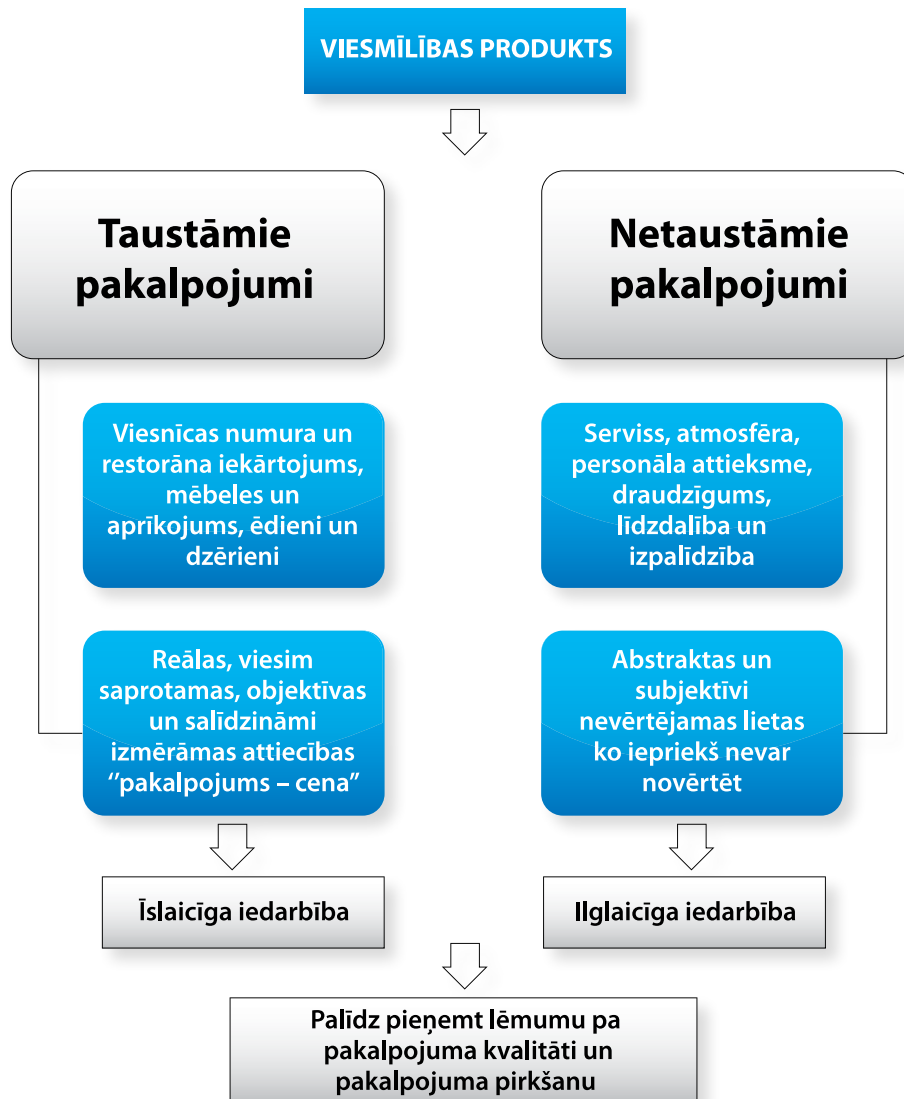 VIESMĪLĪBAS PRODUKTS
Taustāmie
pakalpojumi
Viesnīcas numura un
restorāna iekārtojums,
mēbeles un
aprīkojums, ēdieni un
dzērieni
Reālas, viesim
saprotamas, objektīvas
un salīdzināmi
izmērāmas attiecības
‘’pakalpojums – cena”
Īslaicīga iedarbība
Netaustāmie
pakalpojumi
Serviss, atmosfēra,
personāla attieksme,
draudzīgums,
līdzdalība un
izpalīdzība
Abstraktas un
subjektīvi
nevērtējamas lietas
ko iepriekš nevar
novērtēt
Ilglaicīga iedarbība
Palīdz pieņemt lēmumu pa
pakalpojuma kvalitāti un
pakalpojuma pirkšanu